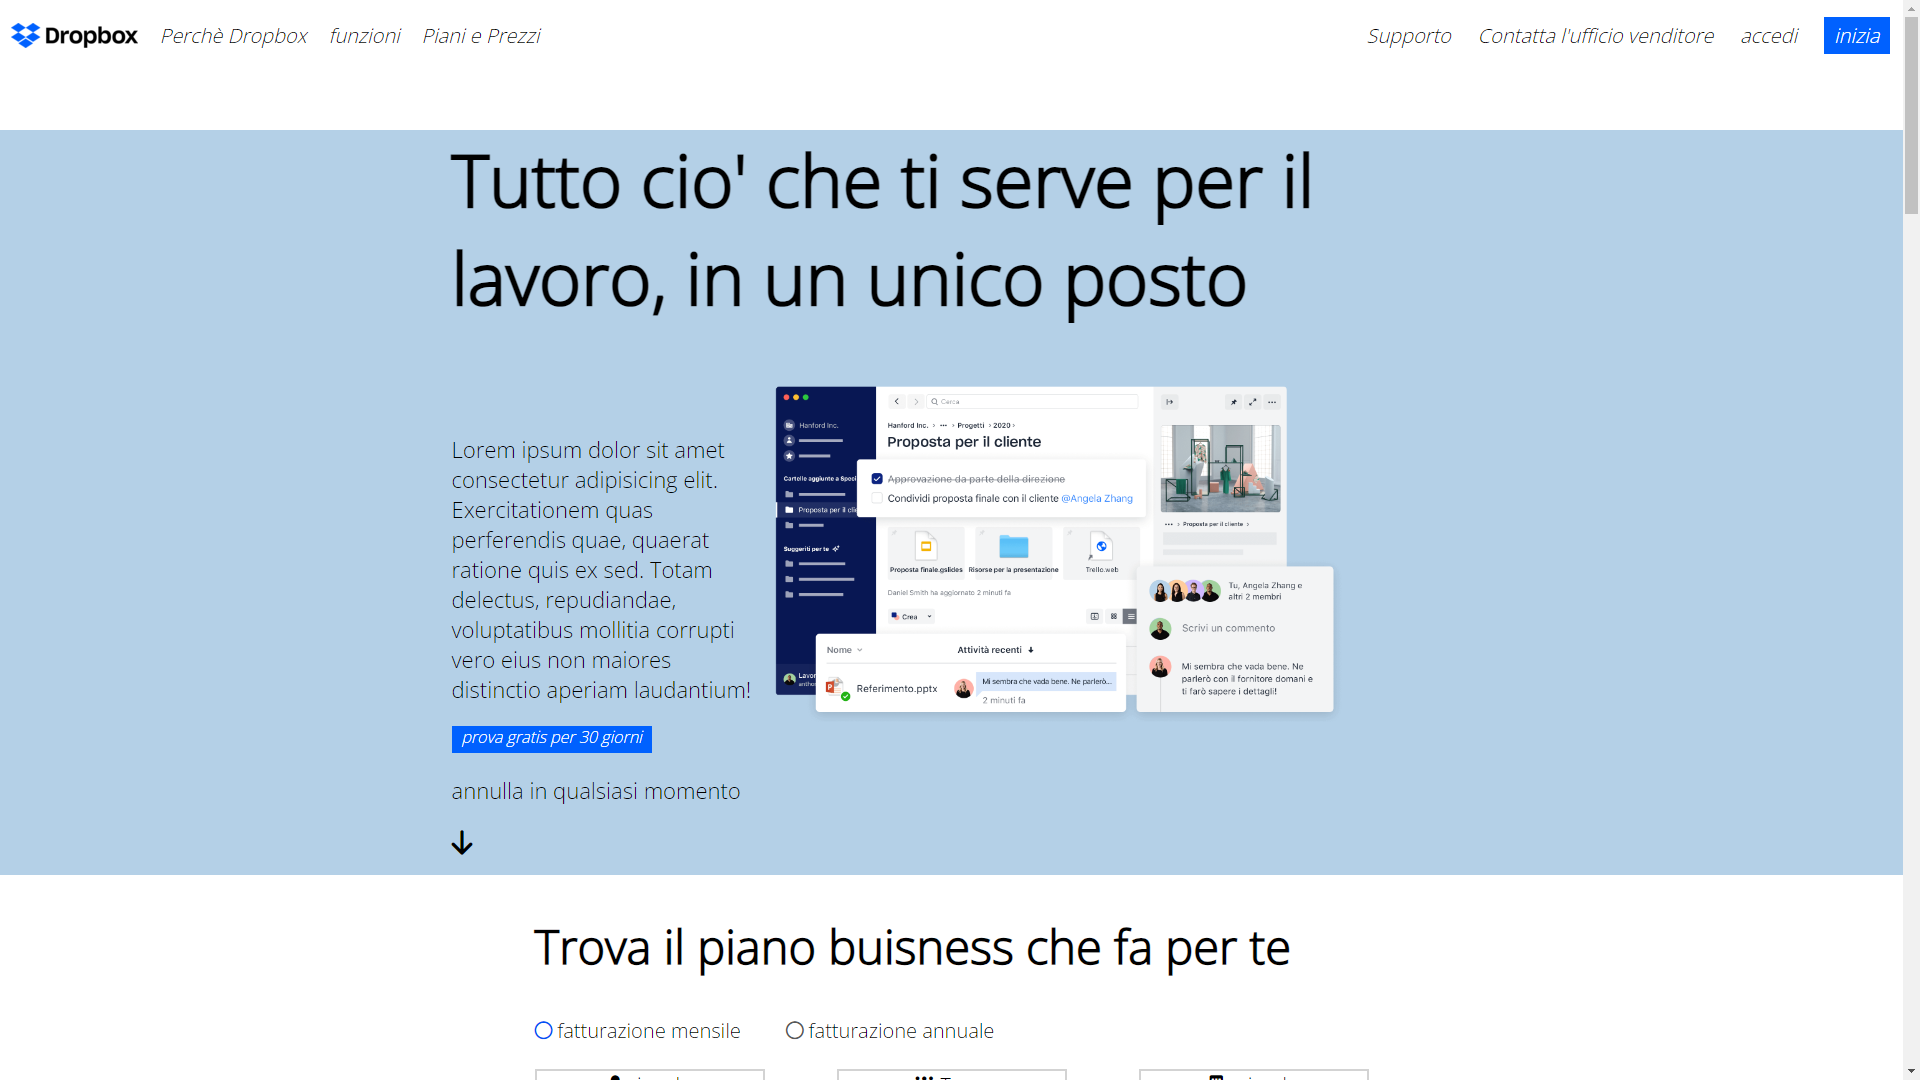 Dropbox Perchè Dropbox funzioni Piani e Prezzi Supporto Contatta l'ufficio venditore accedi inizia
Tutto cio' che ti serve per il
lavoro, in un unico posto
Lorem ipsum dolor sit amet
consectetur adipisicing elit.
Exercitationem quas
perferendis quae, quaerat
ratione quis ex sed. Totam
delectus, repudiandae,
voluptatibus mollitia corrupti
vero eius non maiores
distinctio aperiam laudantium!
prova gratis per 30 giorni
annulla in qualsiasi momento
Hanford Inc.
Cartelle aggiunte a Speci
Proposta per il clie
Suggeriti per te
Lavor
Cerca
Hanford Inc. › ··· › Progetti › 2020 ›
Proposta per il cliente
Approvazione da parte della direzione
Condividi proposta finale con il cliente @Angela Zhang
Proposta finale.gslides
Risorse per la presentazione
Trello.web
Daniel Smith ha aggiornato 2 minuti fa
Crea
Nome
Attività recenti
Referimento.pptx
Mi sembra che vada bene. Ne parlerò...
2 minuti fa
··· › Proposta per il cliente ›
Tu, Angela Zhang e
altri 2 membri
Scrivi un commento
Mi sembra che vada bene. Ne
parlerò con il fornitore domani e
ti farò sapere i dettagli!
Trova il piano buisness che fa per te
fatturazione mensile
fatturazione annuale